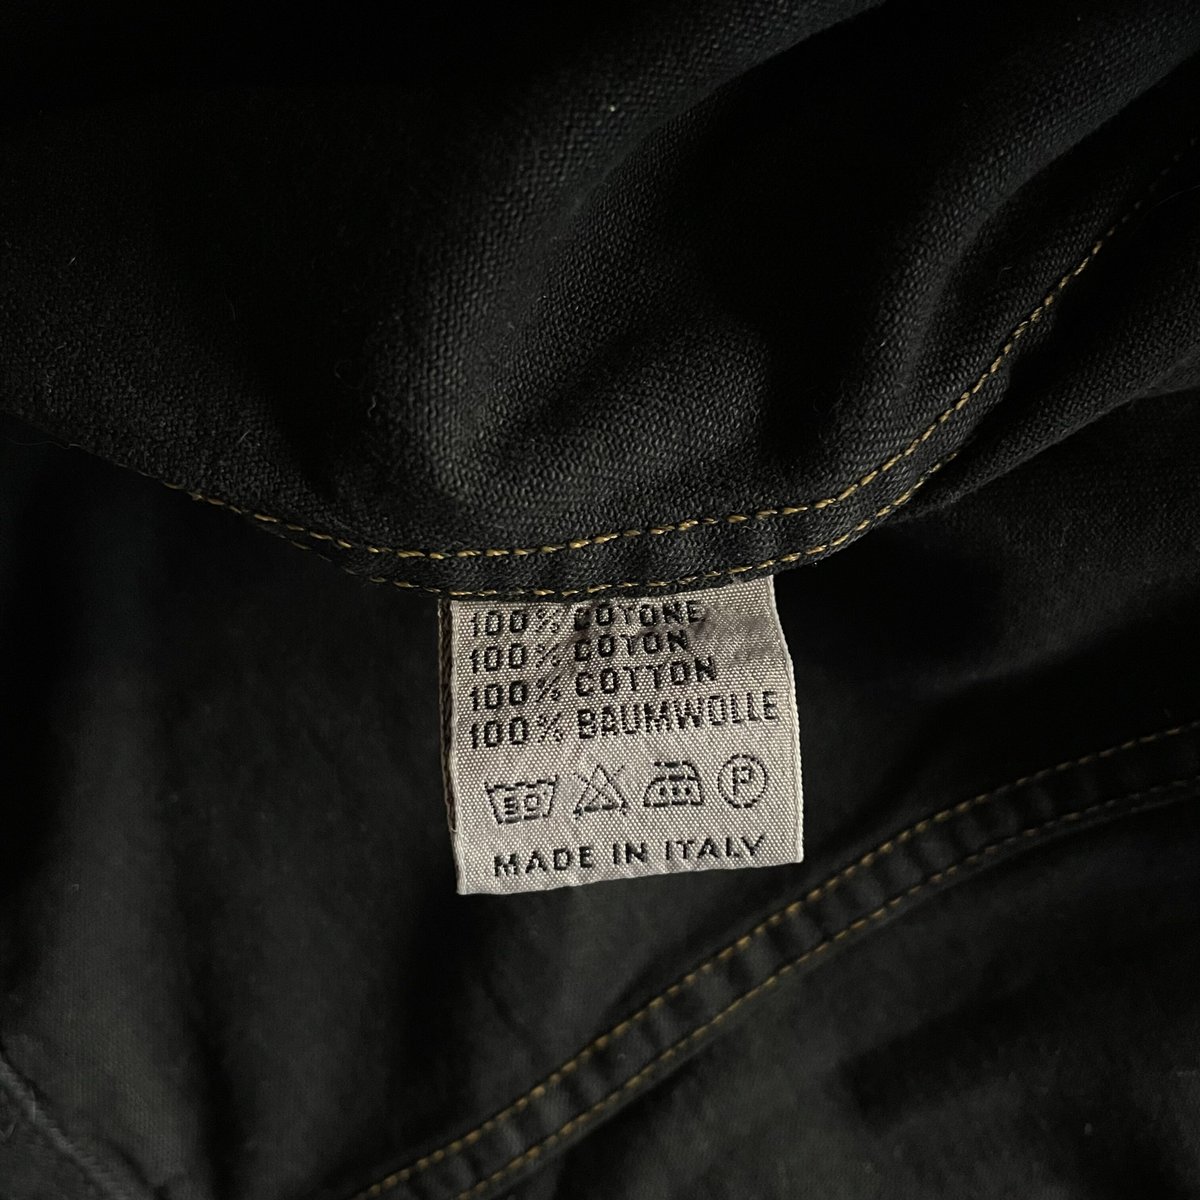 100% COTONE
100% COTON
100% COTTON
100% BAUMWOLLE
30
P
MADE IN ITALY